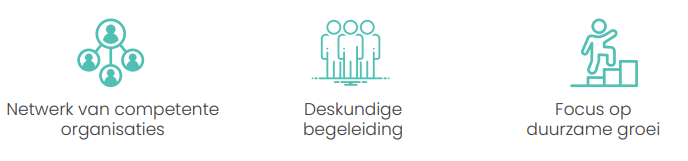 Netwerk van competente
organisaties
Deskundige
begeleiding
Focus op
duurzame groei